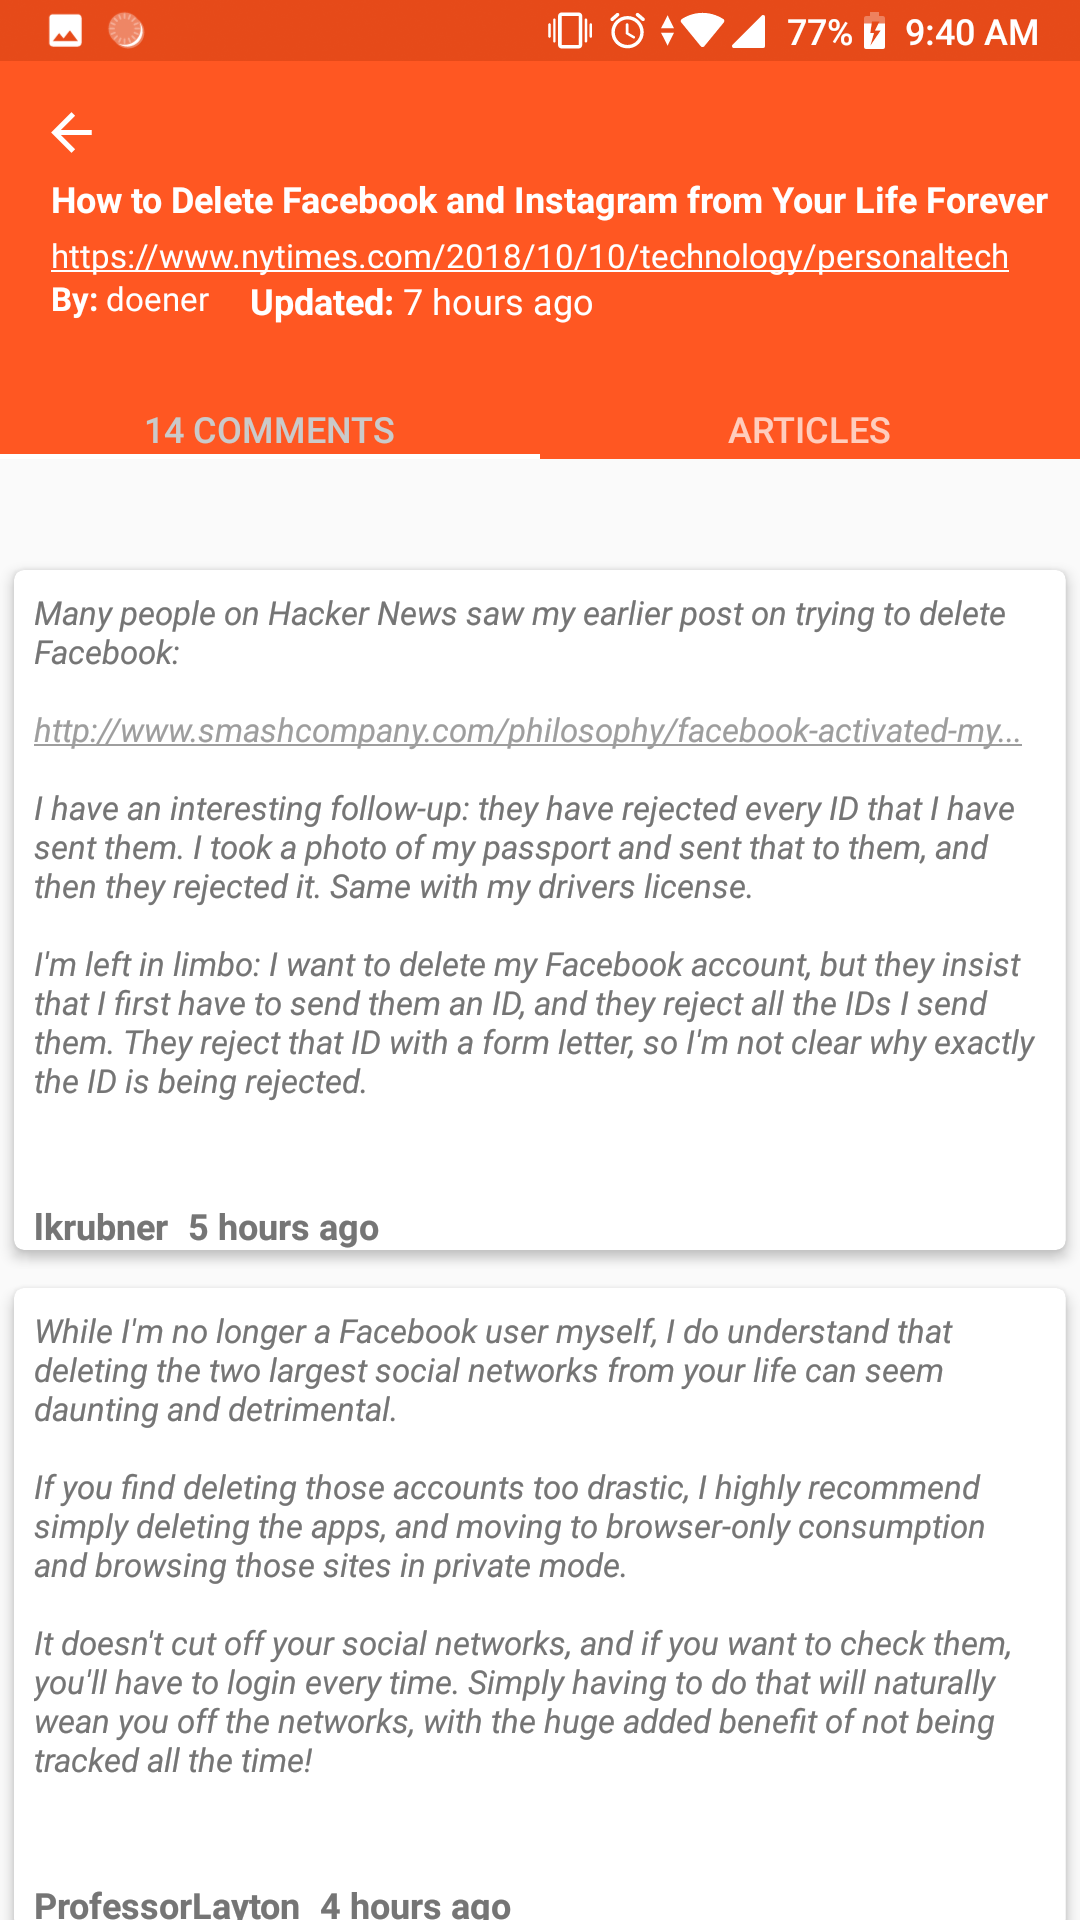 77% 9:40 AM
How to Delete Facebook and Instagram from Your Life Forever
https://www.nytimes.com/2018/10/10/technology/personaltech
By: doener Updated: 7 hours ago
14 COMMENTS ARTICLES
Many people on Hacker News saw my earlier post on trying to delete
Facebook:
http://www.smashcompany.com/philosophy/facebook-activated-my...
I have an interesting follow-up: they have rejected every ID that I have
sent them. I took a photo of my passport and sent that to them, and
then they rejected it. Same with my drivers license.
I'm left in limbo: I want to delete my Facebook account, but they insist
that I first have to send them an ID, and they reject all the IDs I send
them. They reject that ID with a form letter, so I'm not clear why exactly
the ID is being rejected.
lkrubner 5 hours ago
While I'm no longer a Facebook user myself, I do understand that
deleting the two largest social networks from your life can seem
daunting and detrimental.
If you find deleting those accounts too drastic, I highly recommend
simply deleting the apps, and moving to browser-only consumption
and browsing those sites in private mode.
It doesn't cut off your social networks, and if you want to check them,
you'll have to login every time. Simply having to do that will naturally
wean you off the networks, with the huge added benefit of not being
tracked all the time!
ProfessorLayton 4 hours ago